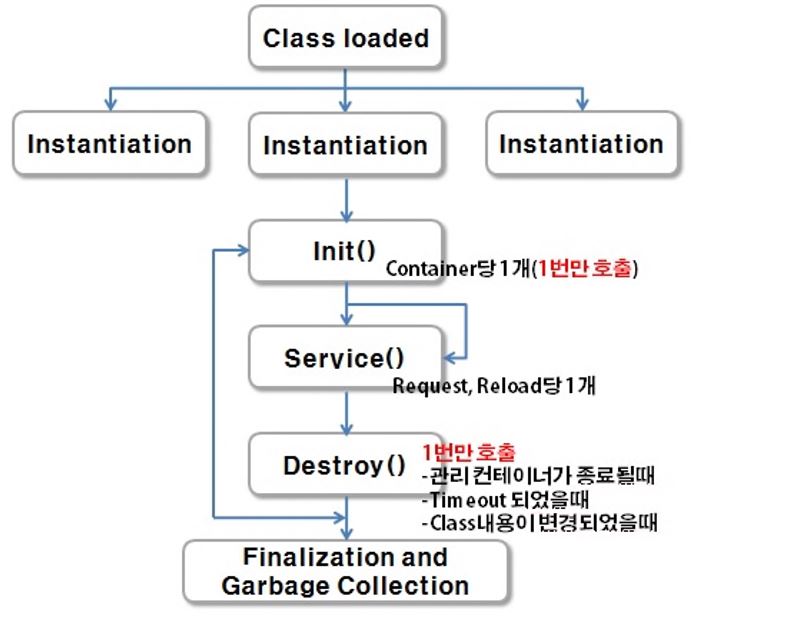 Class loaded
Instantiation
Instantiation
Instantiation
Init()
Container당 1개(1번만 호출)
Service()
Request, Reload당 1개
Destroy()
1번만 호출
-관리 컨테이너가 종료될때
-Timeout 되었을때
-Class내용이 변경되었을때
Finalization and
Garbage Collection